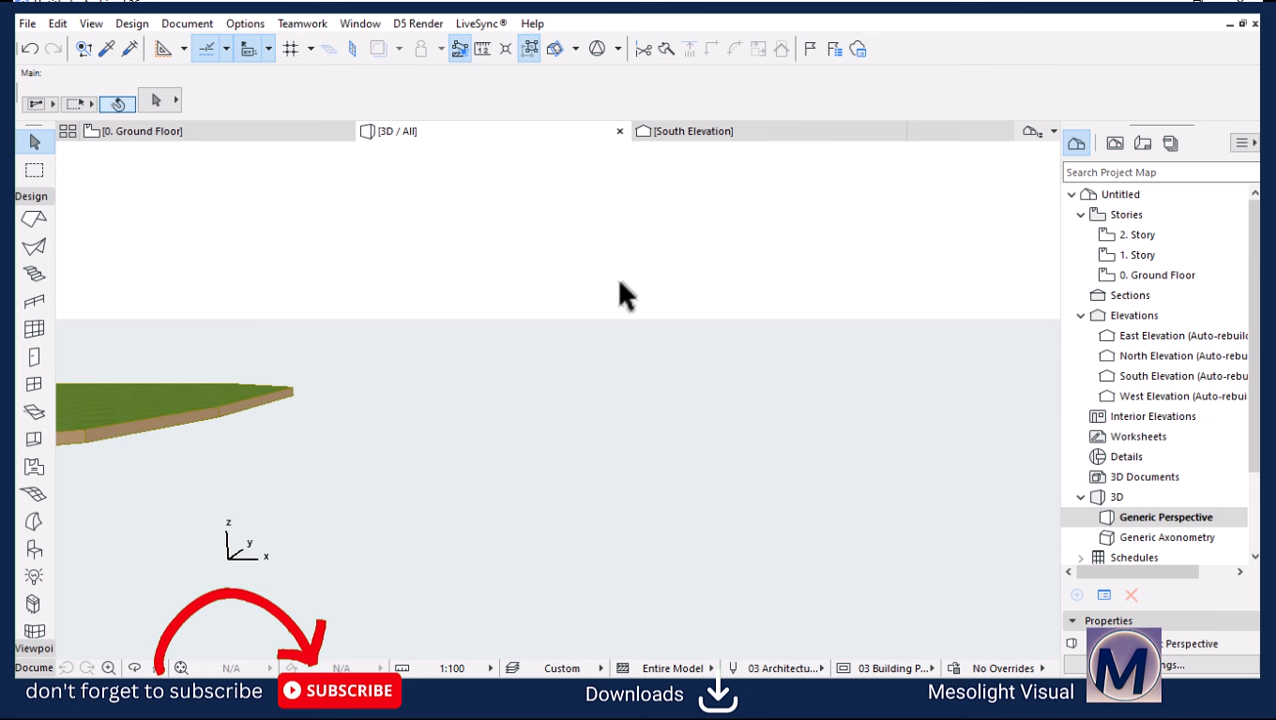 File Edit View Design Document Options Teamwork Window D5 Render LiveSync® Help
Main:
[0. Ground Floor]
[3D / All]
[South Elevation]
Search Project Map
Design
Untitled
Stories
2. Story
1. Story
0. Ground Floor
Sections
Elevations
East Elevation (Auto-rebuil
North Elevation (Auto-rebu
South Elevation (Auto-rebu
West Elevation (Auto-rebui
Interior Elevations
Worksheets
Details
3D Documents
3D
Generic Perspective
Generic Axonometry
Schedules
z
y
x
Properties
Perspective
Viewpoi
Docume
N/A
N/A
1:100
Custom
Entire Model
03 Architectu...
03 Building P...
No Overrides
ngs...
don't forget to subscribe
SUBSCRIBE
Downloads
Mesolight Visual
M